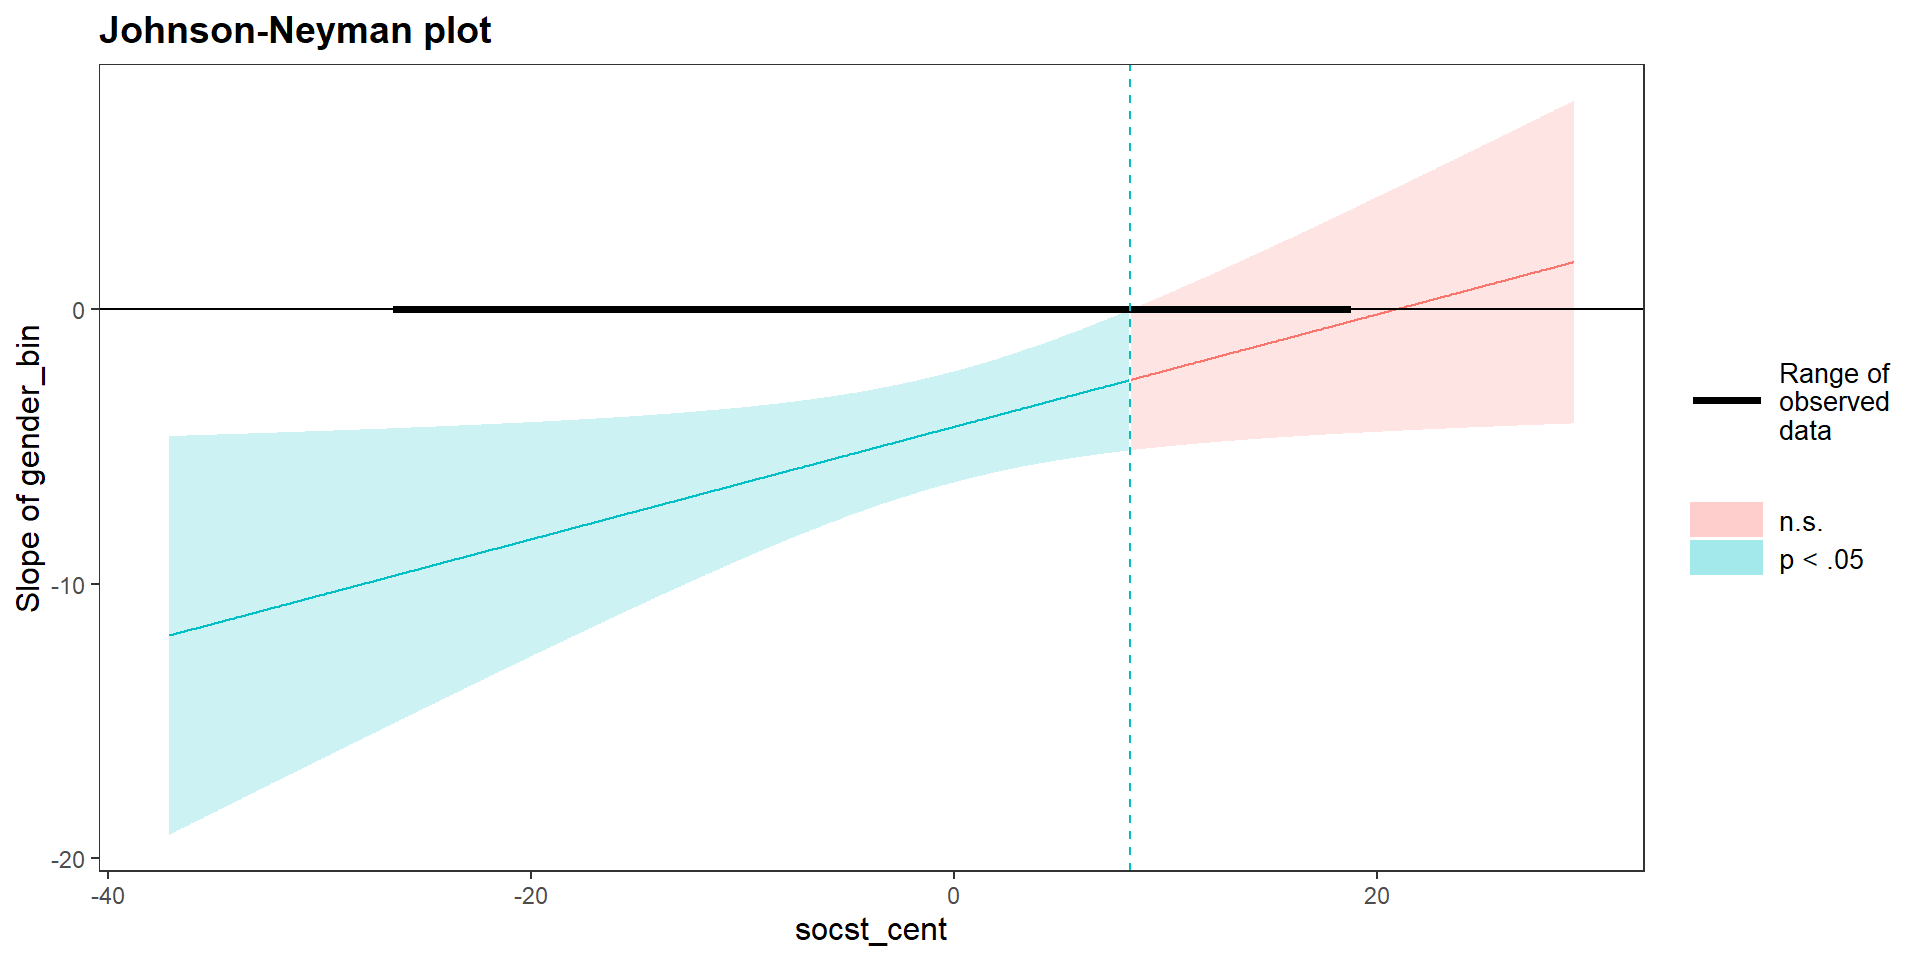 Johnson-Neyman plot
Slope of gender_bin
0
-10
-20
-40
-20
0
20
socst_cent
Range of
observed
data
n.s.
p < .05